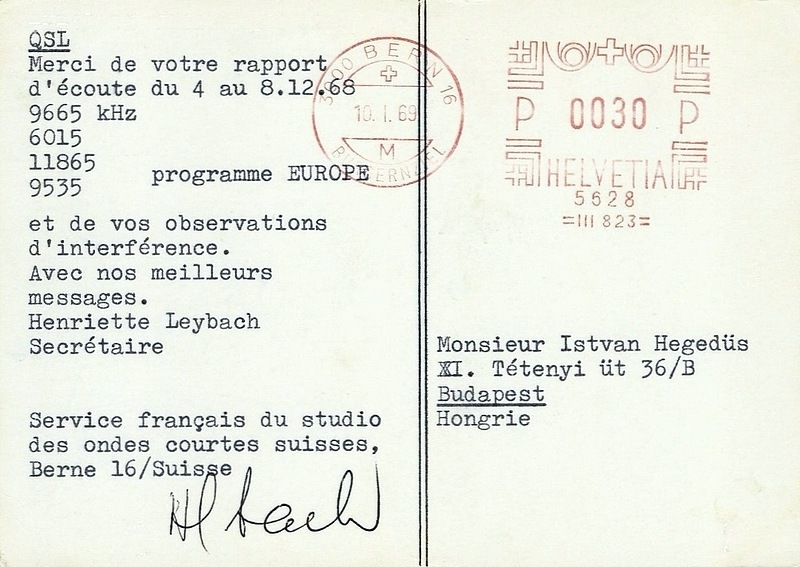 QSL
Merci de votre rapport
d'écoute du 4 au 8.12.68
9665 kHz
6015
11865
9535
programme EUROPE
et de vos observations
d'interférence.
Avec nos meilleurs
messages.
Henriette Leybach
Secrétaire
Service français du studio
des ondes courtes suisses,
Berne 16/Suisse
3000 BERN 16
10.I.69
M
P 0030 P
HELVETIA
5628
=III 823=
Monsieur Istvan Hegedüs
XI. Tétenyi üt 36/B
Budapest
Hongrie